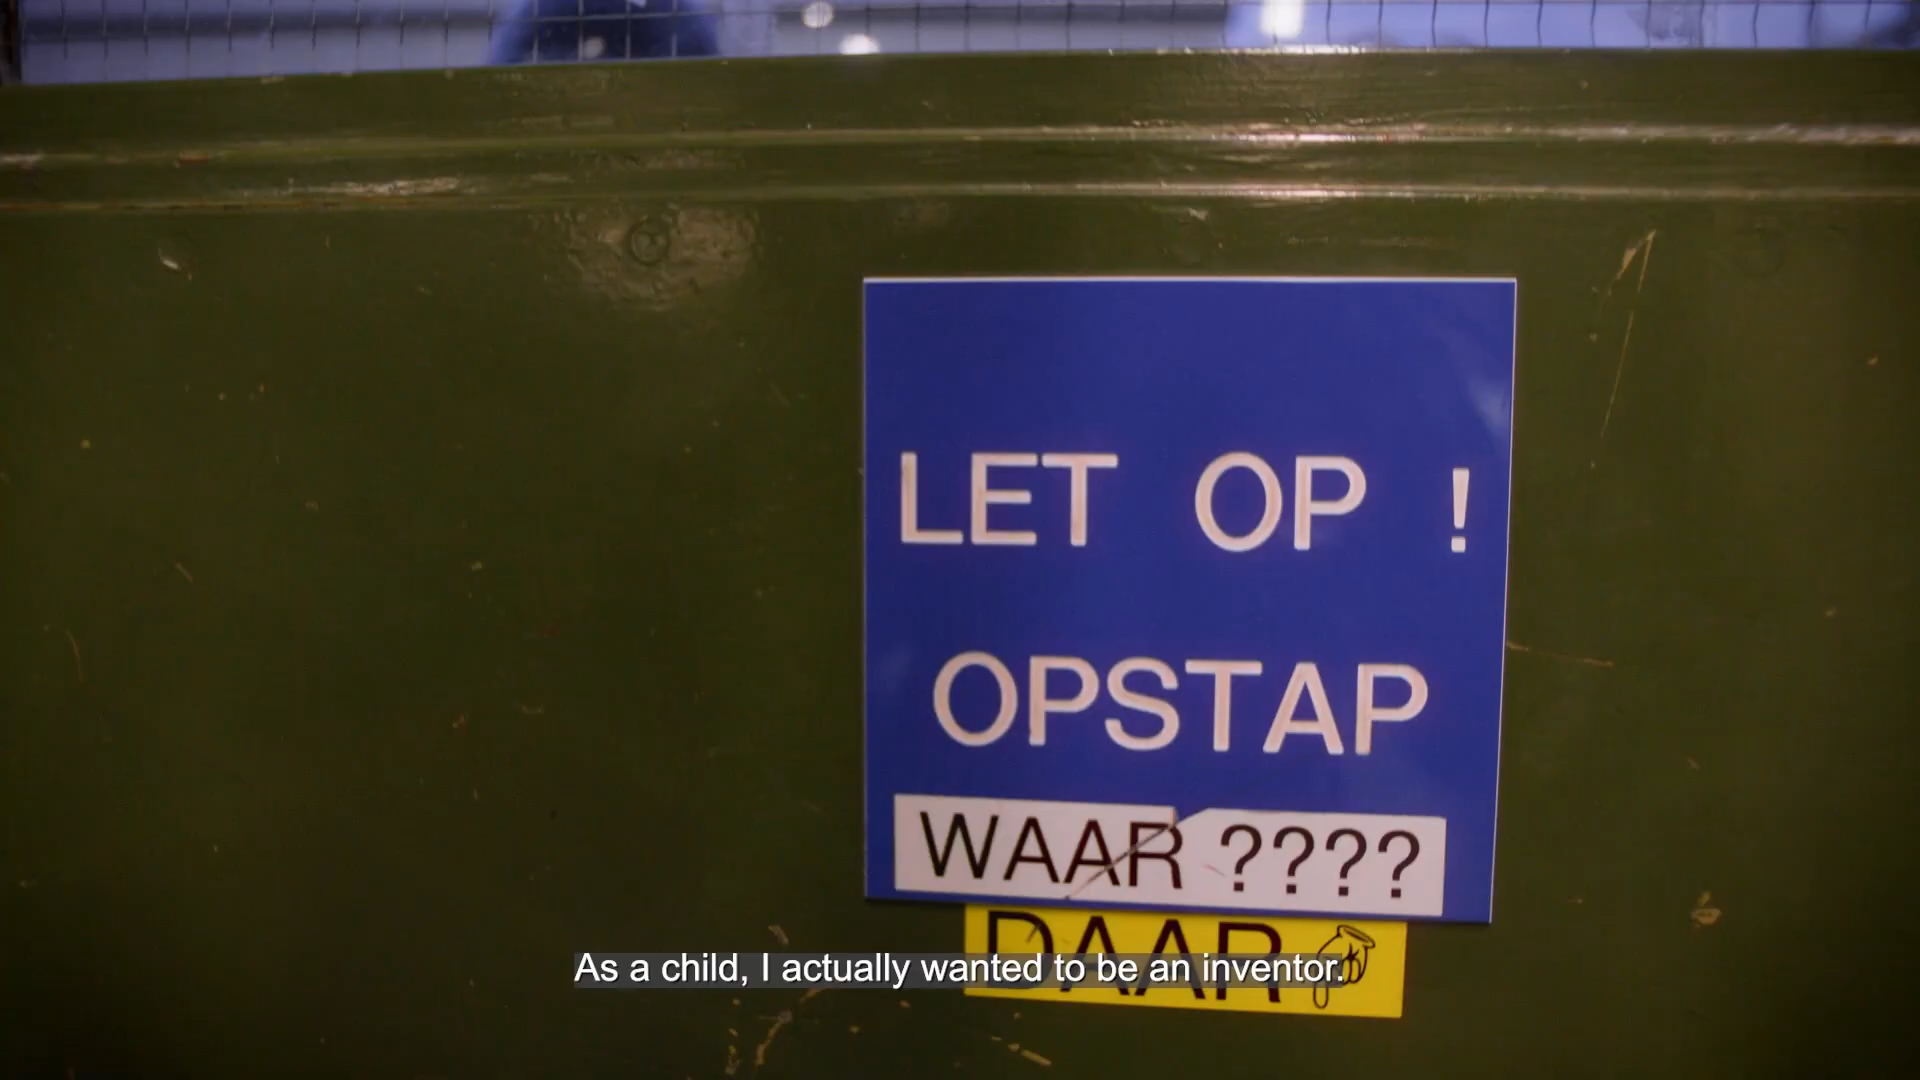 LET OP !
OPSTAP
WAAR ????
DAAR
As a child, I actually wanted to be an inventor.